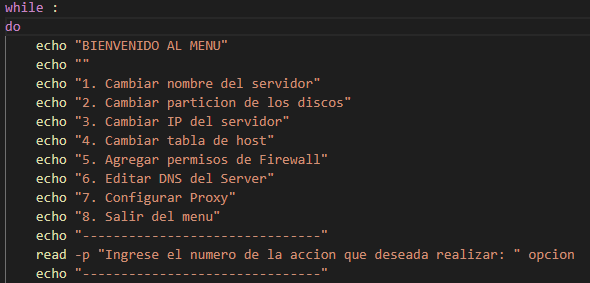 while :
do
    echo "BIENVENIDO AL MENU"
    echo ""
    echo "1. Cambiar nombre del servidor"
    echo "2. Cambiar particion de los discos"
    echo "3. Cambiar IP del servidor"
    echo "4. Cambiar tabla de host"
    echo "5. Agregar permisos de Firewall"
    echo "6. Editar DNS del Server"
    echo "7. Configurar Proxy"
    echo "8. Salir del menu"
    echo "-------------------------------"
    read -p "Ingrese el numero de la accion que deseada realizar: " opcion
    echo "-------------------------------"